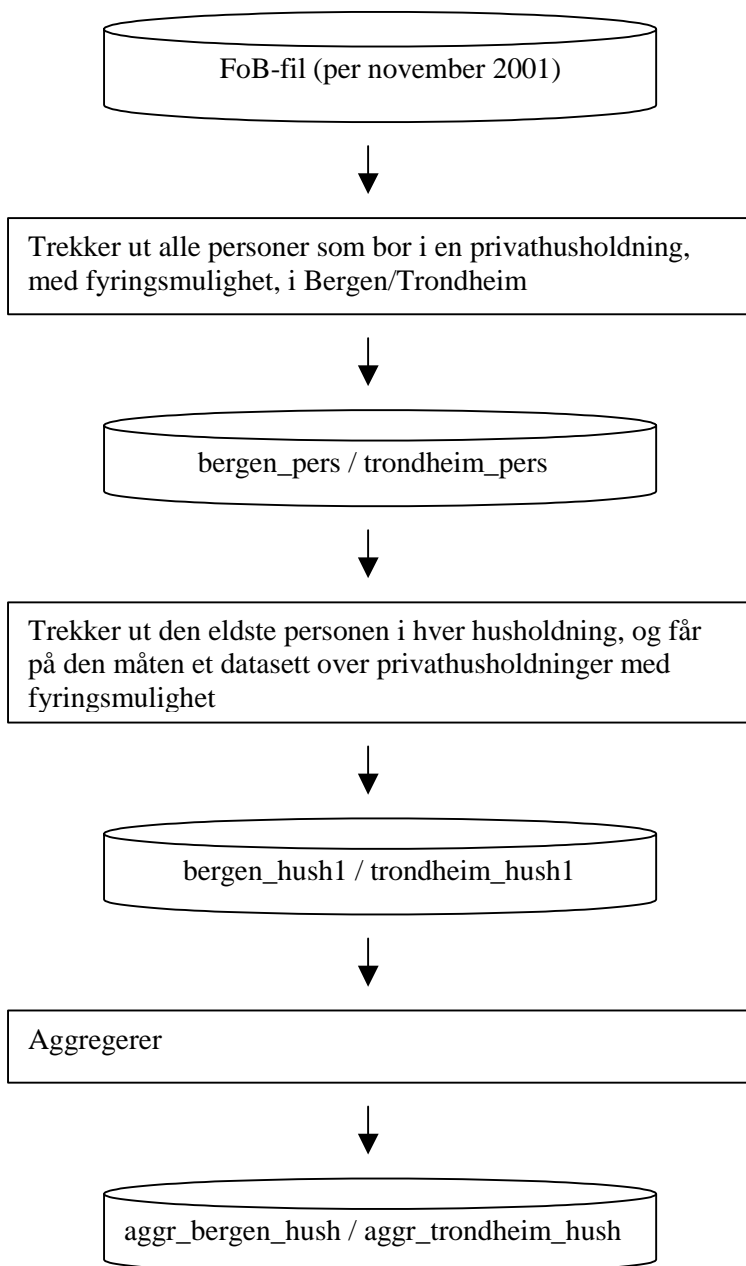 FoB-fil (per november 2001)
Trekker ut alle personer som bor i en privathusholdning,
med fyringsmulighet, i Bergen/Trondheim
bergen_pers / trondheim_pers
Trekker ut den eldste personen i hver husholdning, og får
på den måten et datasett over privathusholdninger med
fyringsmulighet
bergen_hush1 / trondheim_hush1
Aggregerer
aggr_bergen_hush / aggr_trondheim_hush